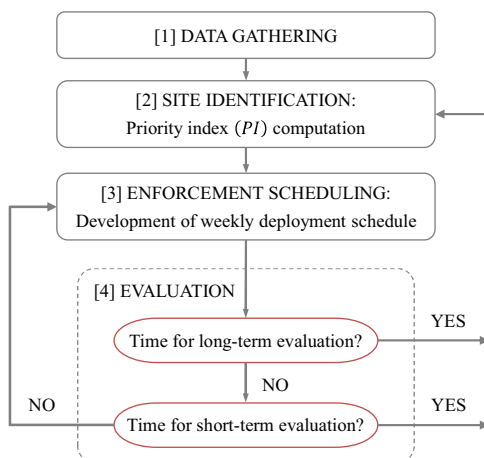 [1] DATA GATHERING
[2] SITE IDENTIFICATION:
Priority index (PI) computation
[3] ENFORCEMENT SCHEDULING:
Development of weekly deployment schedule
[4] EVALUATION
YES
Time for long-term evaluation?
NO
NO
YES
Time for short-term evaluation?